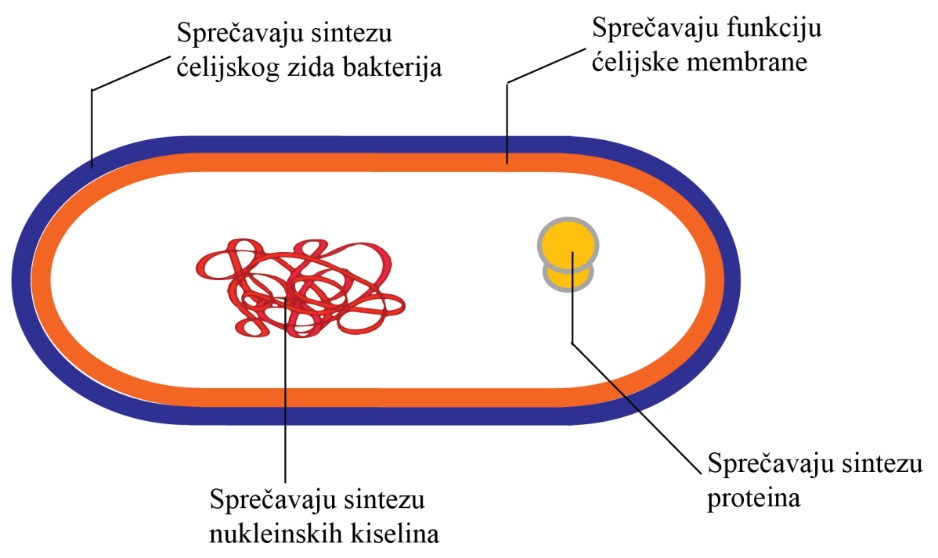 Sprečavaju sintezu
ćelijskog zida bakterija
Sprečavaju funkciju
ćelijske membrane
Sprečavaju sintezu
proteina
Sprečavaju sintezu
nukleinskih kiselina